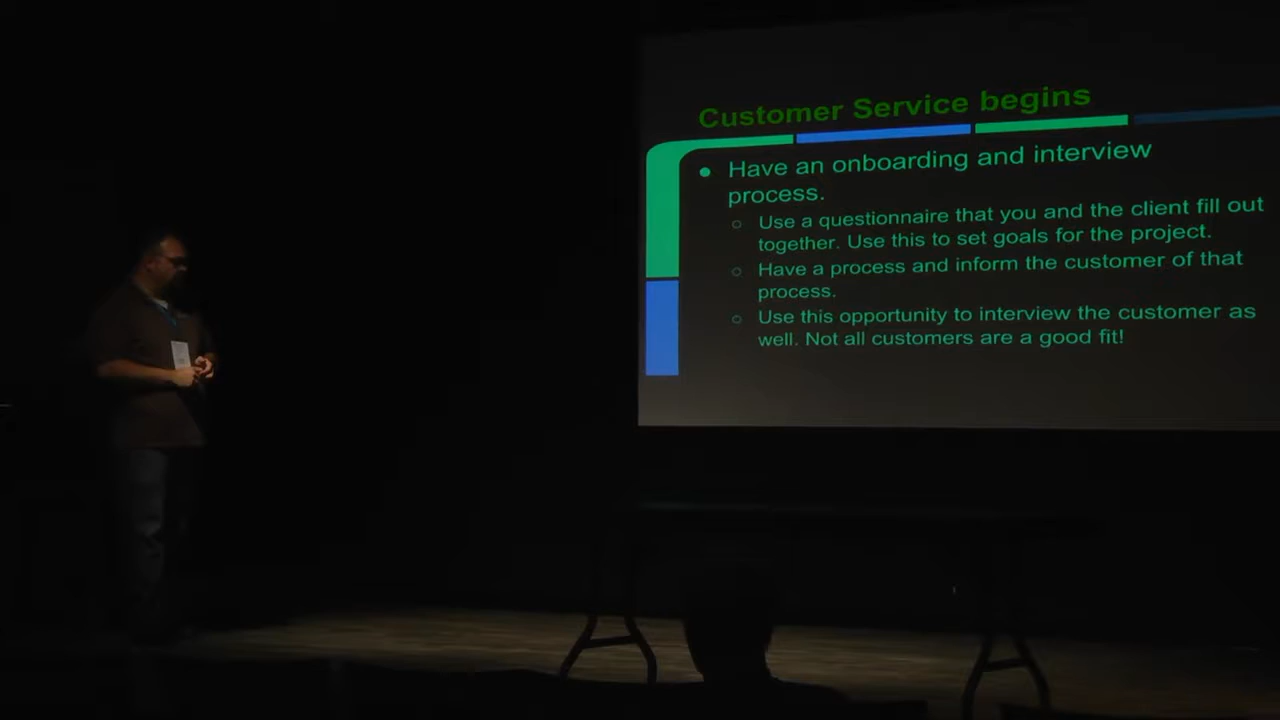 Customer Service begins
● Have an onboarding and interview
process.
○ Use a questionnaire that you and the client fill out
together. Use this to set goals for the project.
○ Have a process and inform the customer of that
process.
○ Use this opportunity to interview the customer as
well. Not all customers are a good fit!